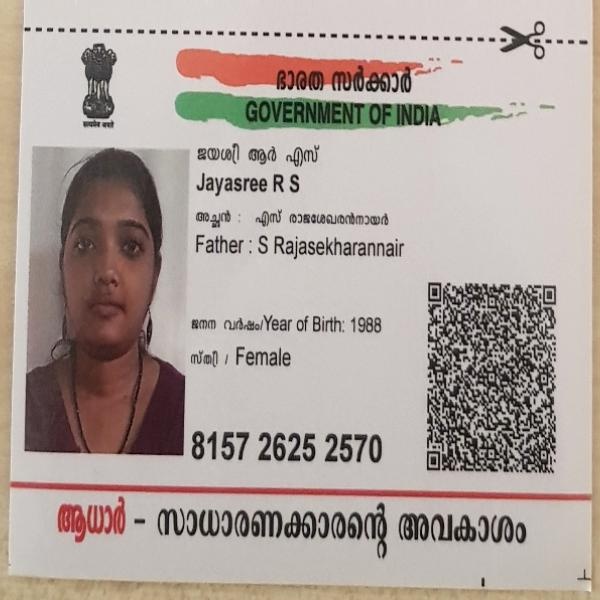 सत्यमेव जयते
ഭാരത സർക്കാർ
GOVERNMENT OF INDIA
ജയശ്രീ ആർ എസ്
Jayasree R S
അച്ഛൻ : എസ് രാജശേഖരൻനായർ
Father : S Rajasekharannair
ജനന വർഷം/Year of Birth: 1988
സ്ത്രീ / Female
8157 2625 2570
ആധാർ - സാധാരണക്കാരന്റെ അവകാശം